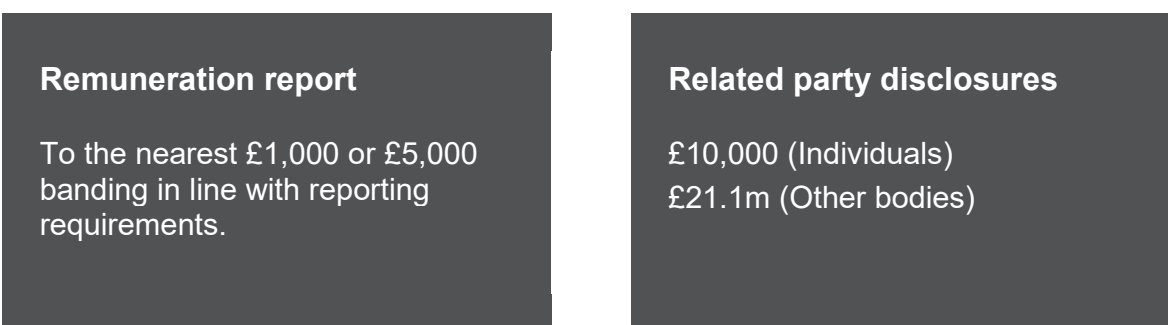 Remuneration report
To the nearest £1,000 or £5,000
banding in line with reporting
requirements.
Related party disclosures
£10,000 (Individuals)
£21.1m (Other bodies)